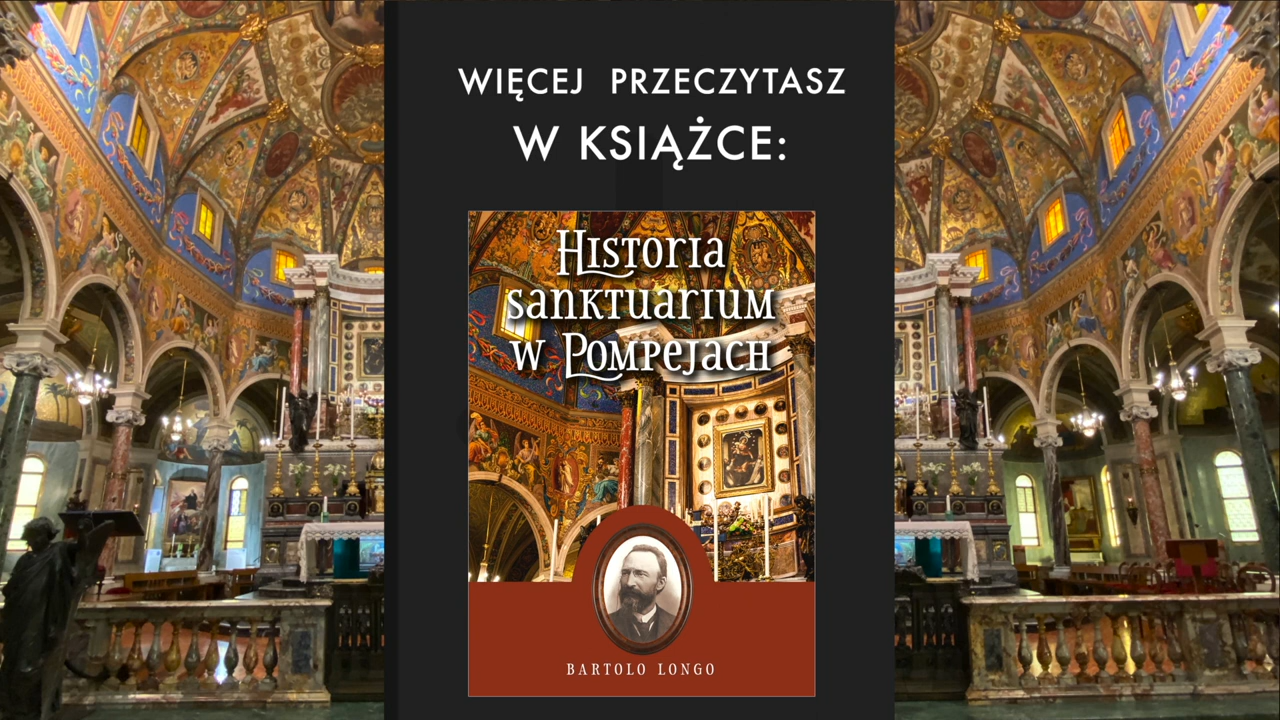 WIĘCEJ PRZECZYTASZ
W KSIĄŻCE:
Historia
sanktuarium
w Pompejach
BARTOLO LONGO